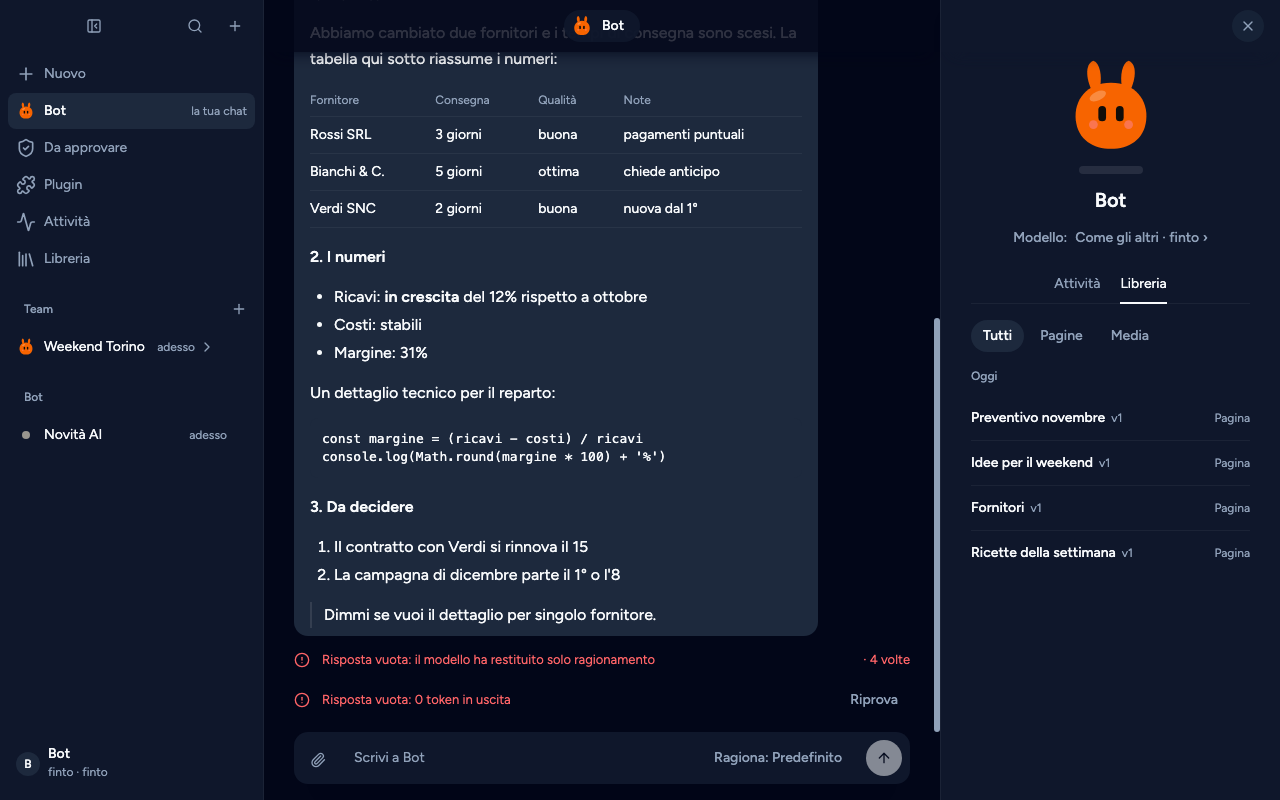 Nuovo
Bot la tua chat
Da approvare
Plugin
Attività
Libreria
Team
Weekend Torino adesso
Bot
Novità AI adesso
B
Bot
finto · finto
Bot
Abbiamo cambiato due fornitori e i sono scesi. La
tabella qui sotto riassume i numeri:
Fornitore Consegna Qualità Note
Rossi SRL 3 giorni buona pagamenti puntuali
Bianchi & C. 5 giorni ottima chiede anticipo
Verdi SNC 2 giorni buona nuova dal 1°
2. I numeri
• Ricavi: in crescita del 12% rispetto a ottobre
• Costi: stabili
• Margine: 31%
Un dettaglio tecnico per il reparto:
const margine = (ricavi - costi) / ricavi
console.log(Math.round(margine * 100) + '%')
3. Da decidere
1. Il contratto con Verdi si rinnova il 15
2. La campagna di dicembre parte il 1° o l'8
Dimmi se vuoi il dettaglio per singolo fornitore.
Risposta vuota: il modello ha restituito solo ragionamento · 4 volte
Risposta vuota: 0 token in uscita Riprova
Scrivi a Bot Ragiona: Predefinito
Bot
Modello: Come gli altri · finto ›
Attività Libreria
Tutti Pagine Media
Oggi
Preventivo novembre v1 Pagina
Idee per il weekend v1 Pagina
Fornitori v1 Pagina
Ricette della settimana v1 Pagina